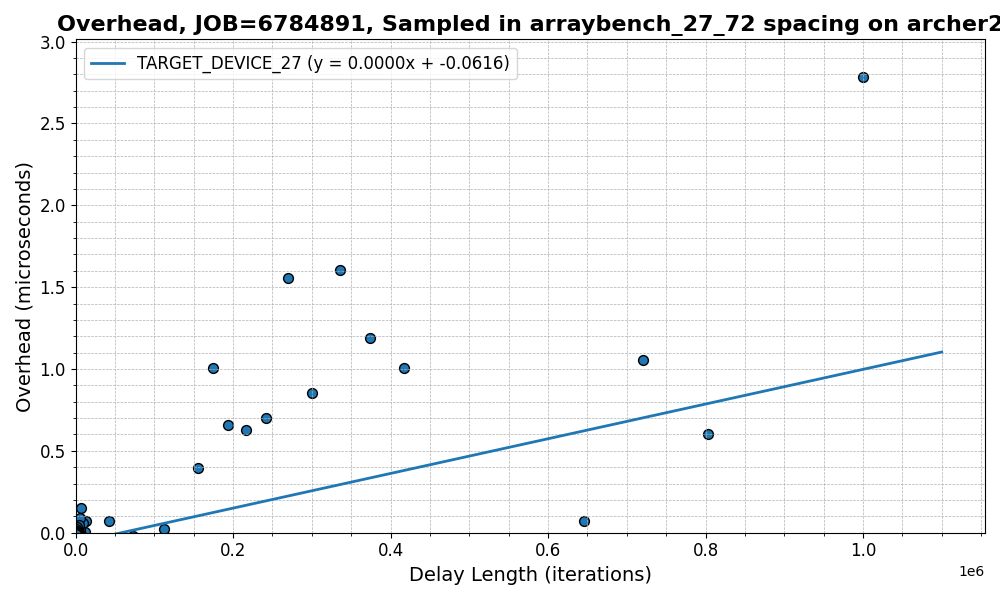 Overhead, JOB=6784891, Sampled in arraybench_27_72 spacing on archer2
TARGET_DEVICE_27 (y = 0.0000x + -0.0616)
Overhead (microseconds)
3.0
2.5
2.0
1.5
1.0
0.5
0.0
0.0 0.2 0.4 0.6 0.8 1.0
1e6
Delay Length (iterations)